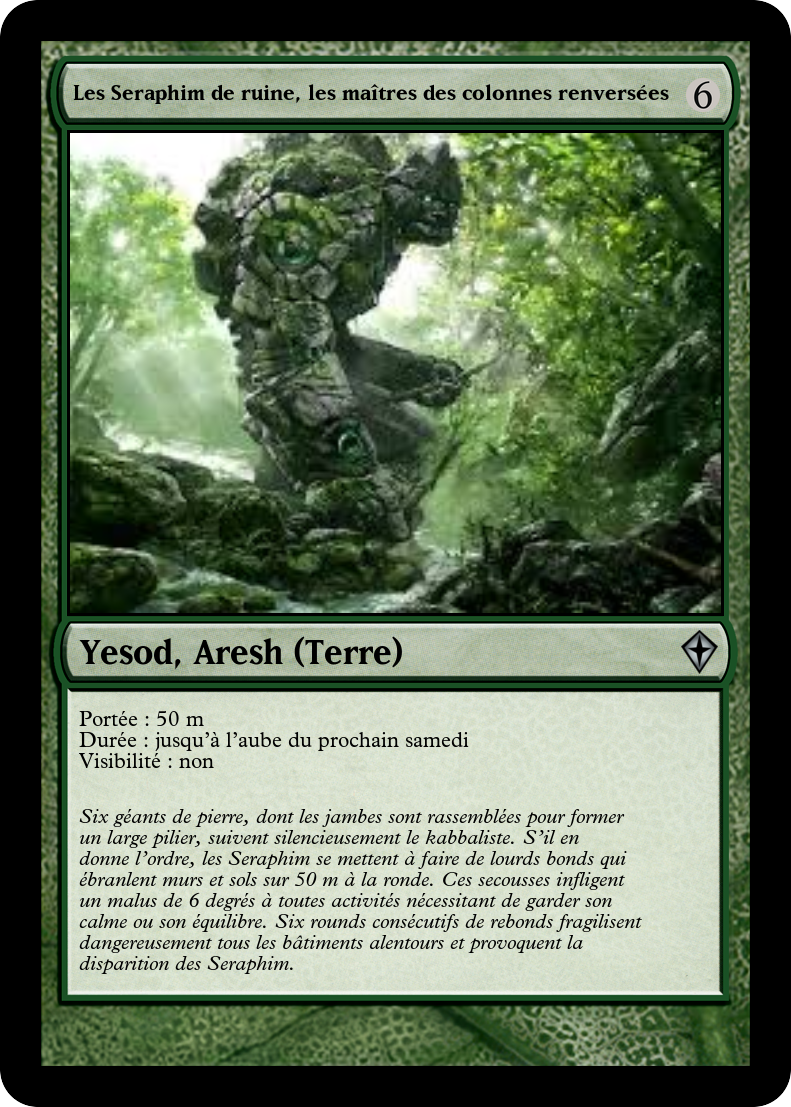 Les Seraphim de ruine, les maîtres des colonnes renversées 6
Yesod, Aresh (Terre)
Portée : 50 m
Durée : jusqu'à l'aube du prochain samedi
Visibilité : non
Six géants de pierre, dont les jambes sont rassemblées pour former
un large pilier, suivent silencieusement le kabbaliste. S'il en
donne l'ordre, les Seraphim se mettent à faire de lourds bonds qui
ébranlent murs et sols sur 50 m à la ronde. Ces secousses infligent
un malus de 6 degrés à toutes activités nécessitant de garder son
calme ou son équilibre. Six rounds consécutifs de rebonds fragilisent
dangereusement tous les bâtiments alentours et provoquent la
disparition des Seraphim.